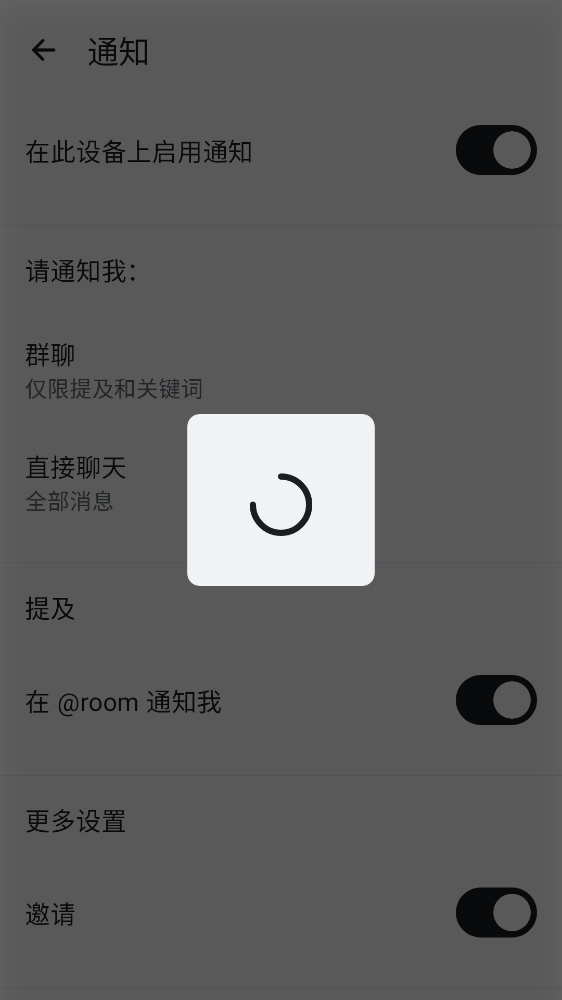 通知
在此设备上启用通知
请通知我：
群聊
仅限提及和关键词
直接聊天
全部消息
提及
在 @room 通知我
更多设置
邀请